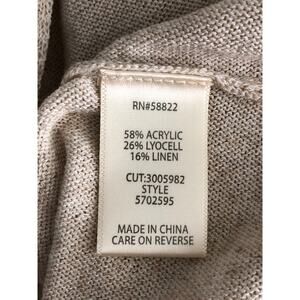 RN#58822
58% ACRYLIC
26% LYOCELL
16% LINEN
CUT:3005982
STYLE
5702595
MADE IN CHINA
CARE ON REVERSE